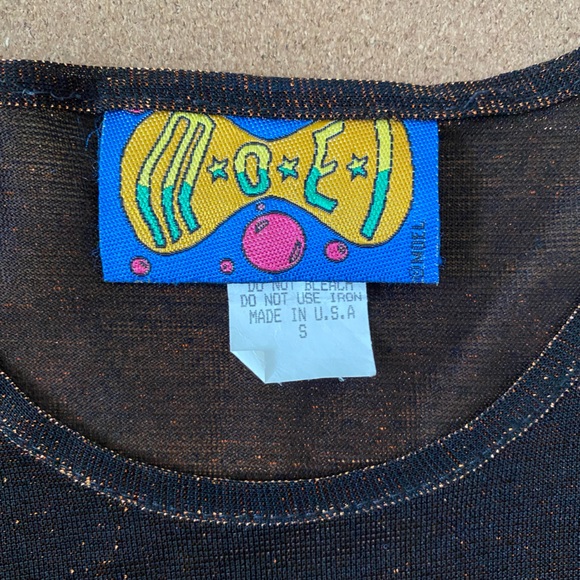 M★O★E★T
DO NOT BLEACH
DO NOT USE IRON
MADE IN U.S.A
S